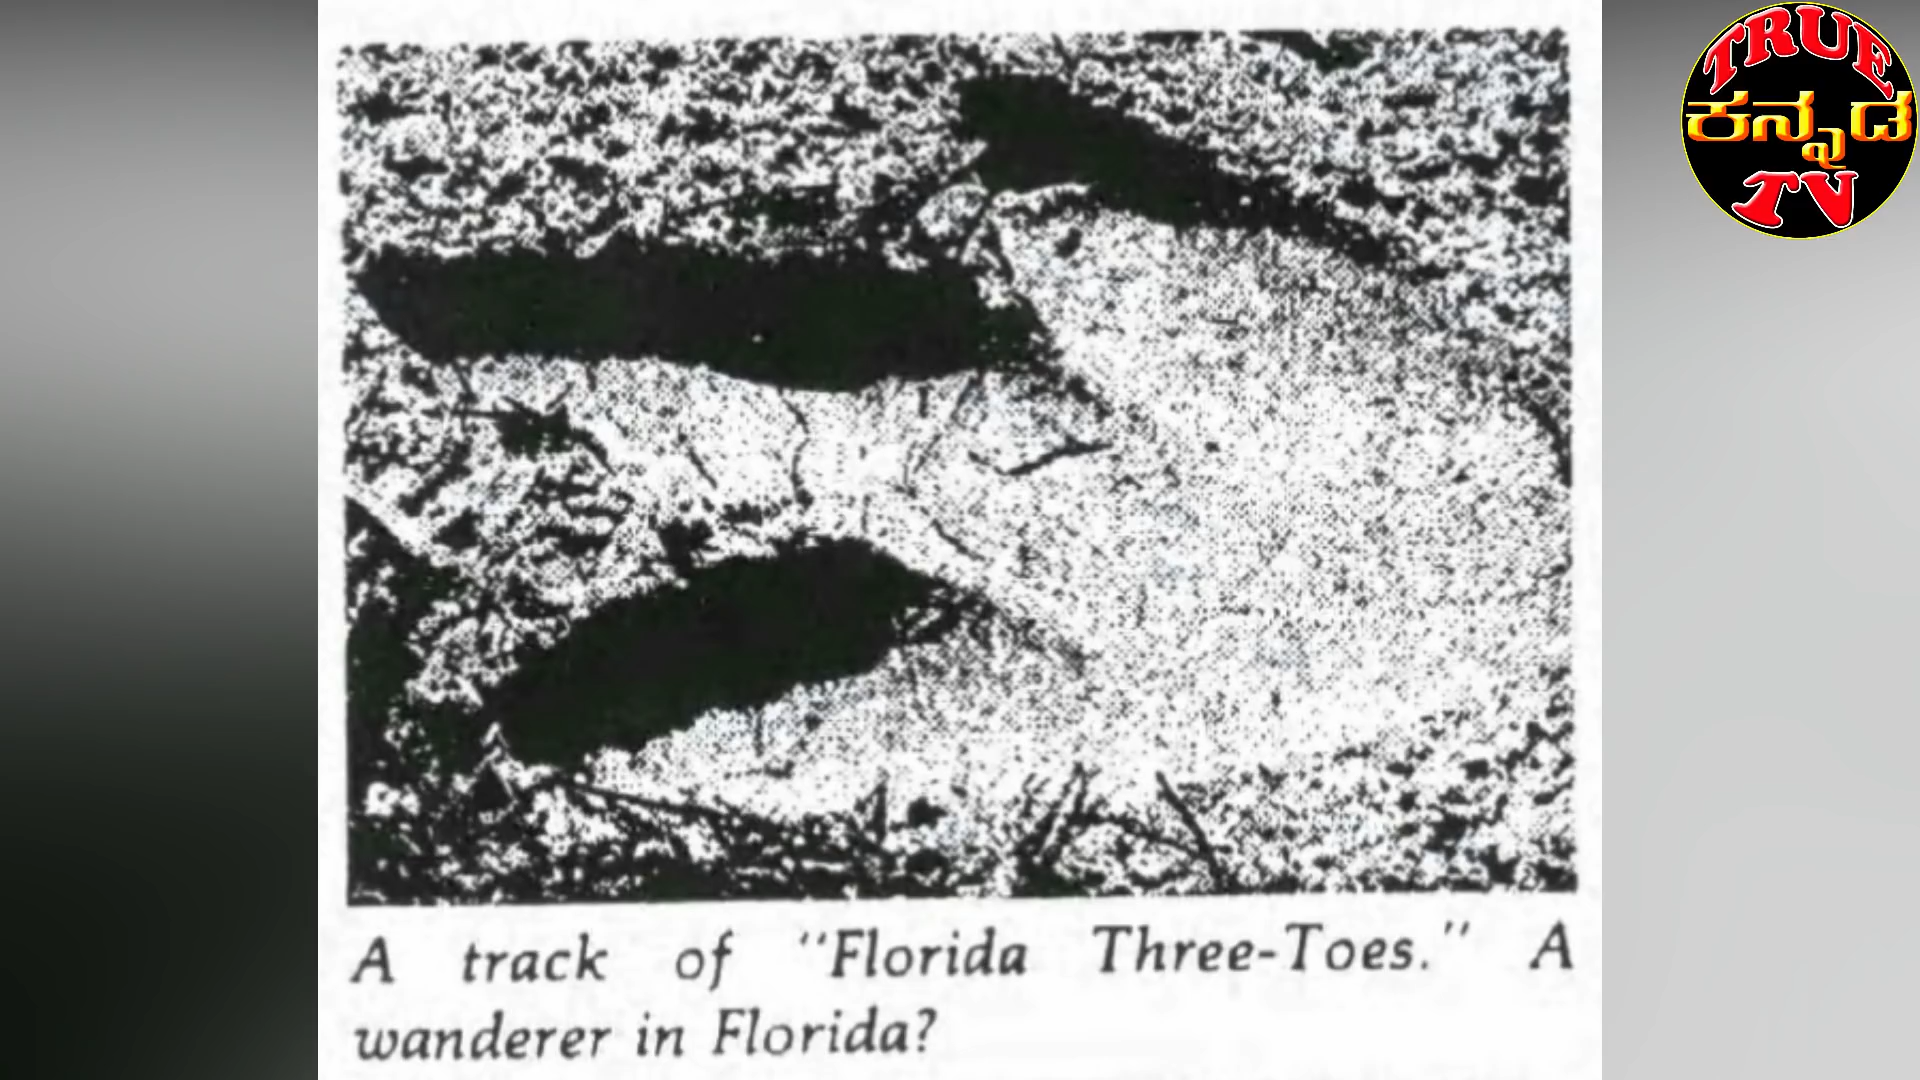 TRUE
ಕನ್ನಡ
TV
A track of "Florida Three-Toes." A
wanderer in Florida?